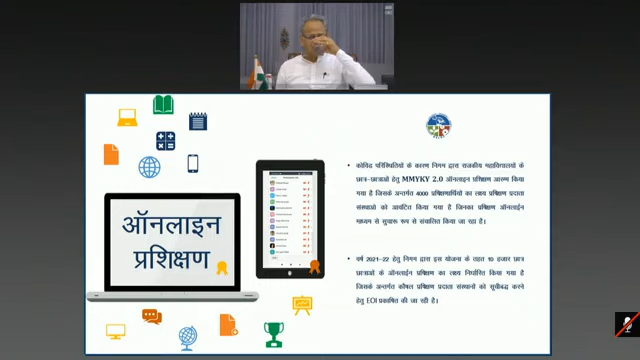 ऑनलाइन
प्रशिक्षण
• कोविड परिस्थितियों के कारण निगम द्वारा राजकीय महाविद्यालयों के
छात्र-छात्राओं हेतु MMYKY 2.0 ऑनलाइन प्रशिक्षण आरम्भ किया
गया है जिसके अन्तर्गत 4000 प्रशिक्षणार्थियों का लक्ष्य प्रशिक्षण प्रदाता
संस्थाओं को आवंटित किया गया है जिनका प्रशिक्षण ऑनलाईन
माध्यम से सुचारू रूप से संचालित किया जा रहा है।
• वर्ष 2021-22 हेतु निगम द्वारा इस योजना के तहत 10 हजार छात्र
छात्राओं के ऑनलाईन प्रशिक्षण का लक्ष्य निर्धारित किया गया है
जिसके अन्तर्गत कौशल प्रशिक्षण प्रदाता संस्थानों को सूचीबद्ध करने
हेतु EOI प्रकाशित की जा रही है।